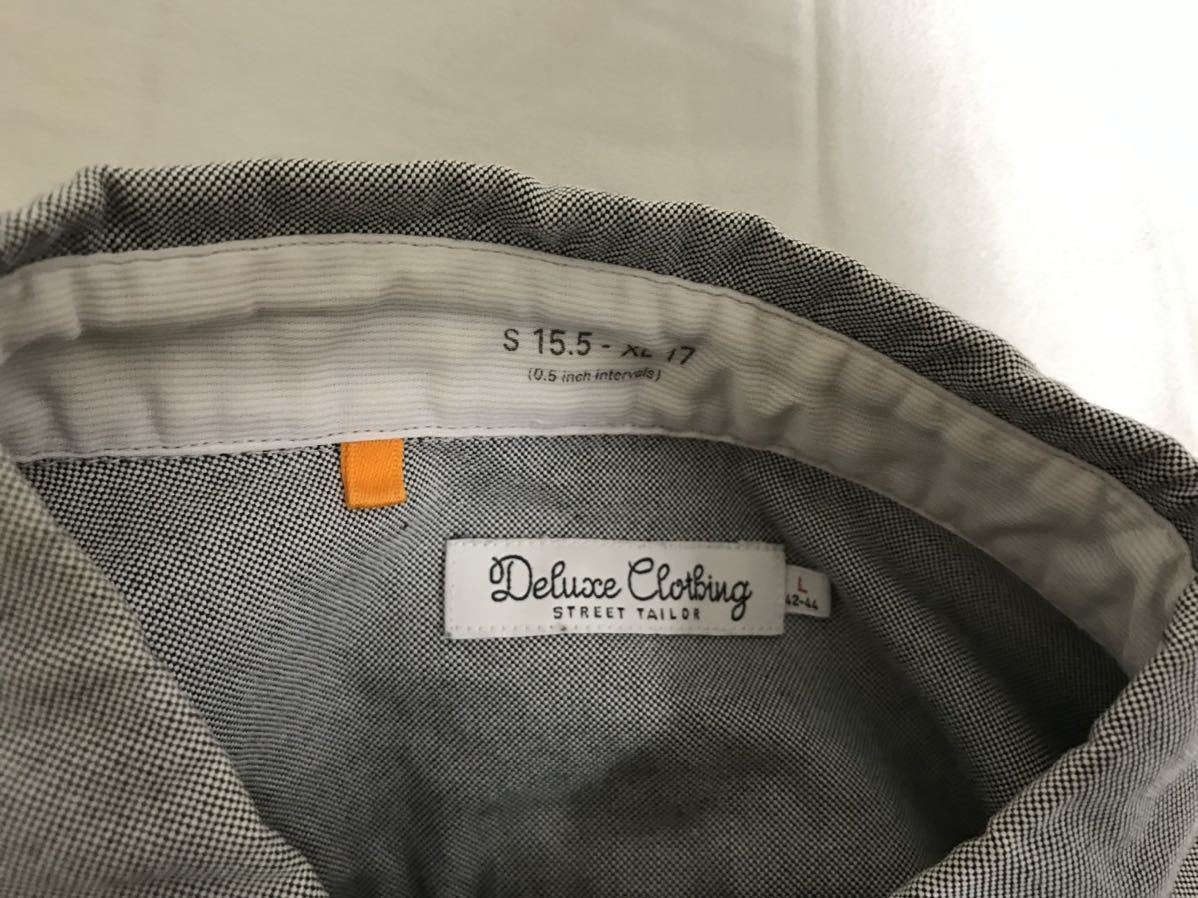 S 15.5 - XL 17
(0.5 inch intervals)
Deluxe Clothing
STREET TAILOR
L
42-44